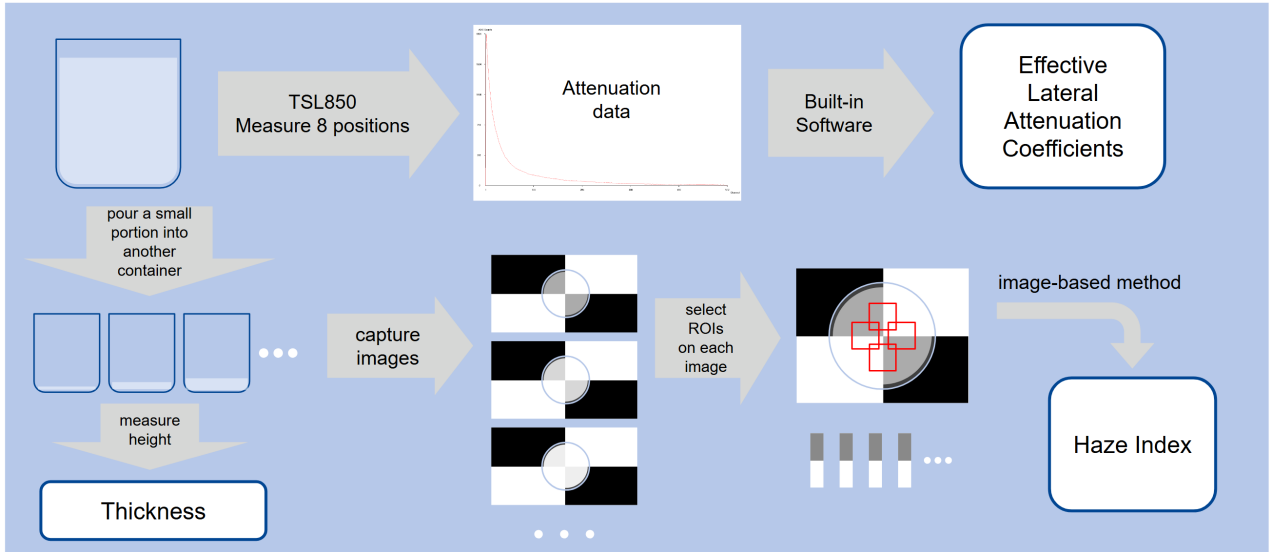 TSL850
Measure 8 positions
Attenuation
data
Built-in
Software
Effective
Lateral
Attenuation
Coefficients
pour a small
portion into
another
container
capture
images
select
ROIs
on each
image
image-based method
measure
height
Thickness
Haze Index